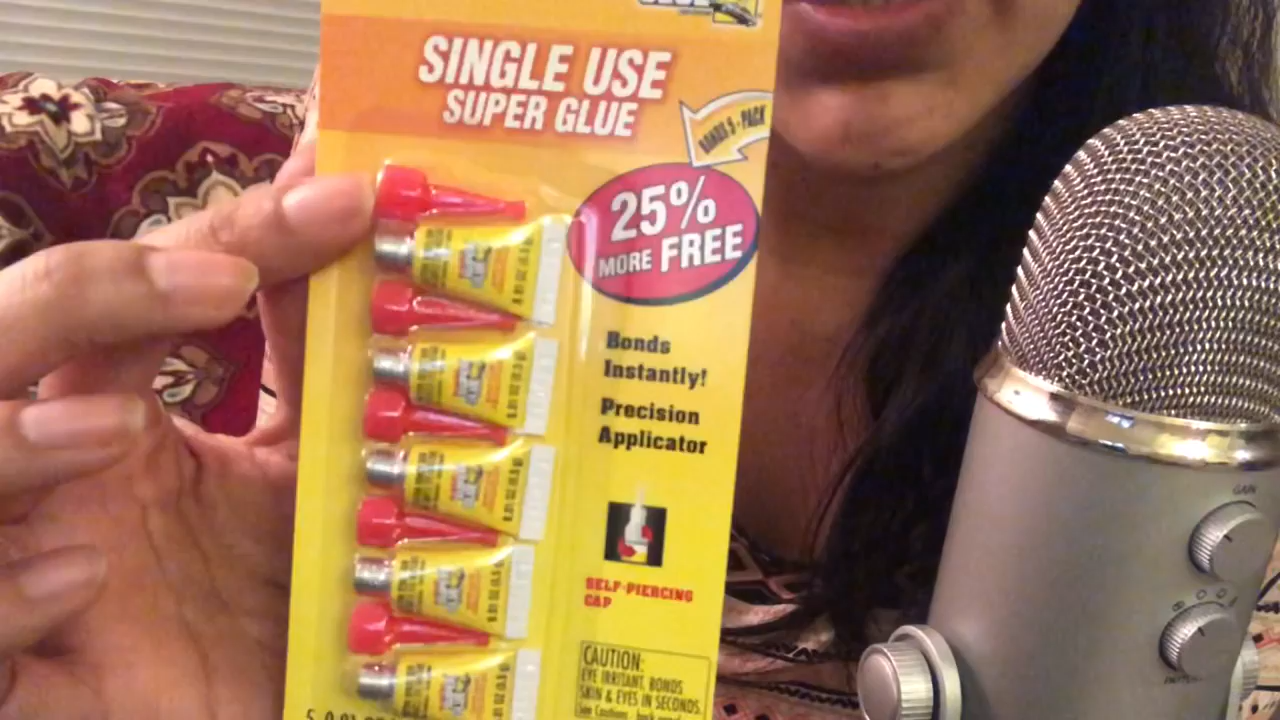 SINGLE USE
SUPER GLUE
BONUS 5-PACK
25%
MORE FREE
Bonds
Instantly!
Precision
Applicator
SELF-PIERCING
CAP
CAUTION:
EYE IRRITANT. BONDS
SKIN & EYES IN SECONDS.
GAIN